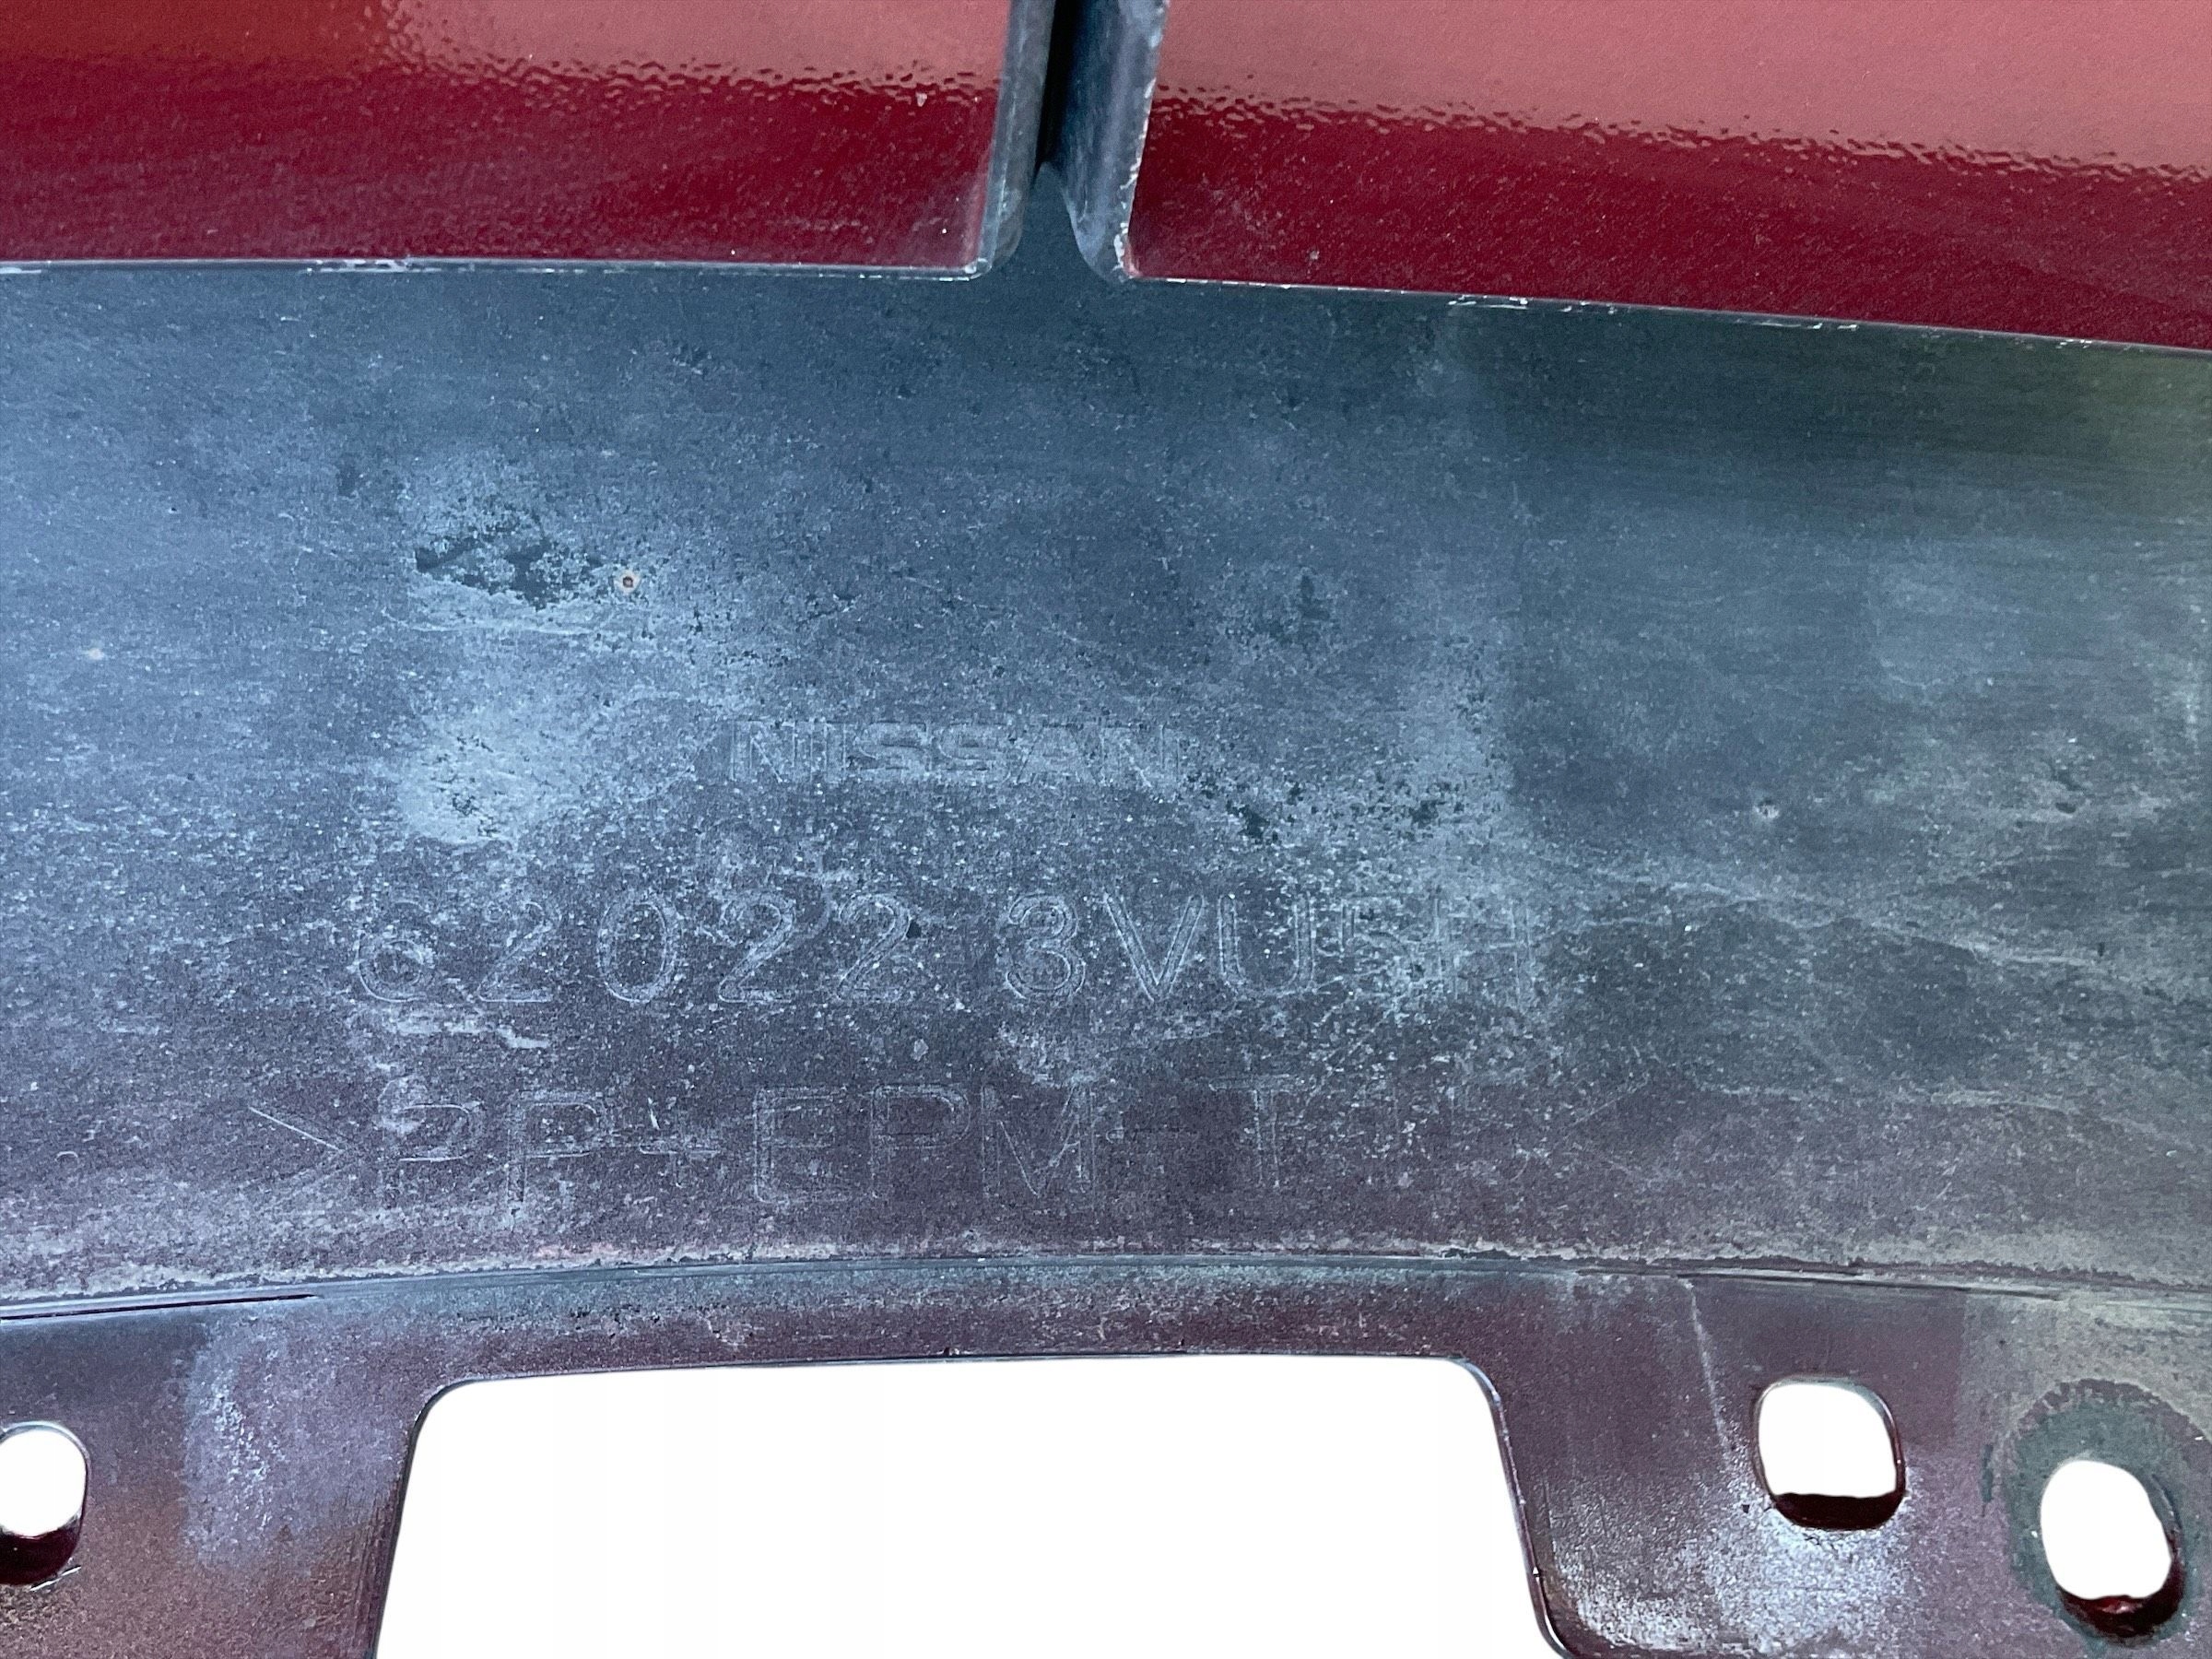 NISSAN
62022 3VU5H
>PP+EPM-T